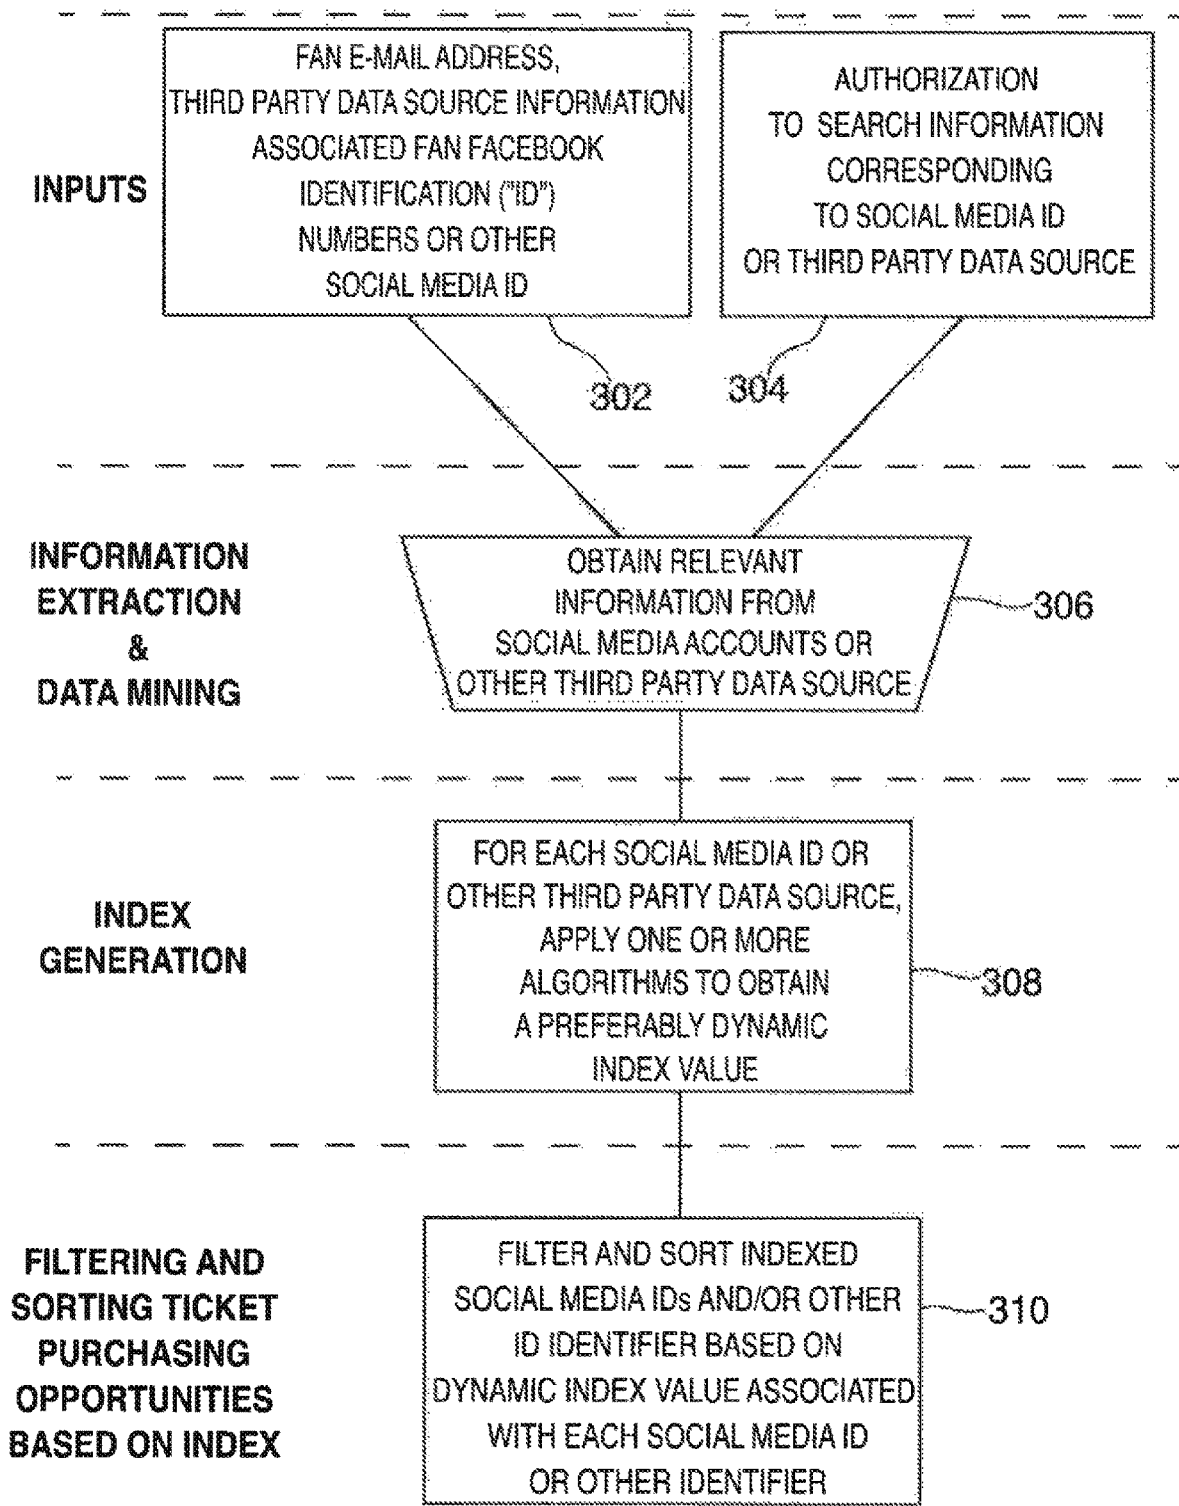 FAN E-MAIL ADDRESS,
THIRD PARTY DATA SOURCE INFORMATION
ASSOCIATED FAN FACEBOOK
IDENTIFICATION ("ID")
NUMBERS OR OTHER
SOCIAL MEDIA ID
AUTHORIZATION
TO SEARCH INFORMATION
CORRESPONDING
TO SOCIAL MEDIA ID
OR THIRD PARTY DATA SOURCE
INPUTS
302
304
INFORMATION
EXTRACTION
&
DATA MINING
OBTAIN RELEVANT
INFORMATION FROM
SOCIAL MEDIA ACCOUNTS OR
OTHER THIRD PARTY DATA SOURCE
306
INDEX
GENERATION
FOR EACH SOCIAL MEDIA ID OR
OTHER THIRD PARTY DATA SOURCE,
APPLY ONE OR MORE
ALGORITHMS TO OBTAIN
A PREFERABLY DYNAMIC
INDEX VALUE
308
FILTERING AND
SORTING TICKET
PURCHASING
OPPORTUNITIES
BASED ON INDEX
FILTER AND SORT INDEXED
SOCIAL MEDIA IDs AND/OR OTHER
ID IDENTIFIER BASED ON
DYNAMIC INDEX VALUE ASSOCIATED
WITH EACH SOCIAL MEDIA ID
OR OTHER IDENTIFIER
310